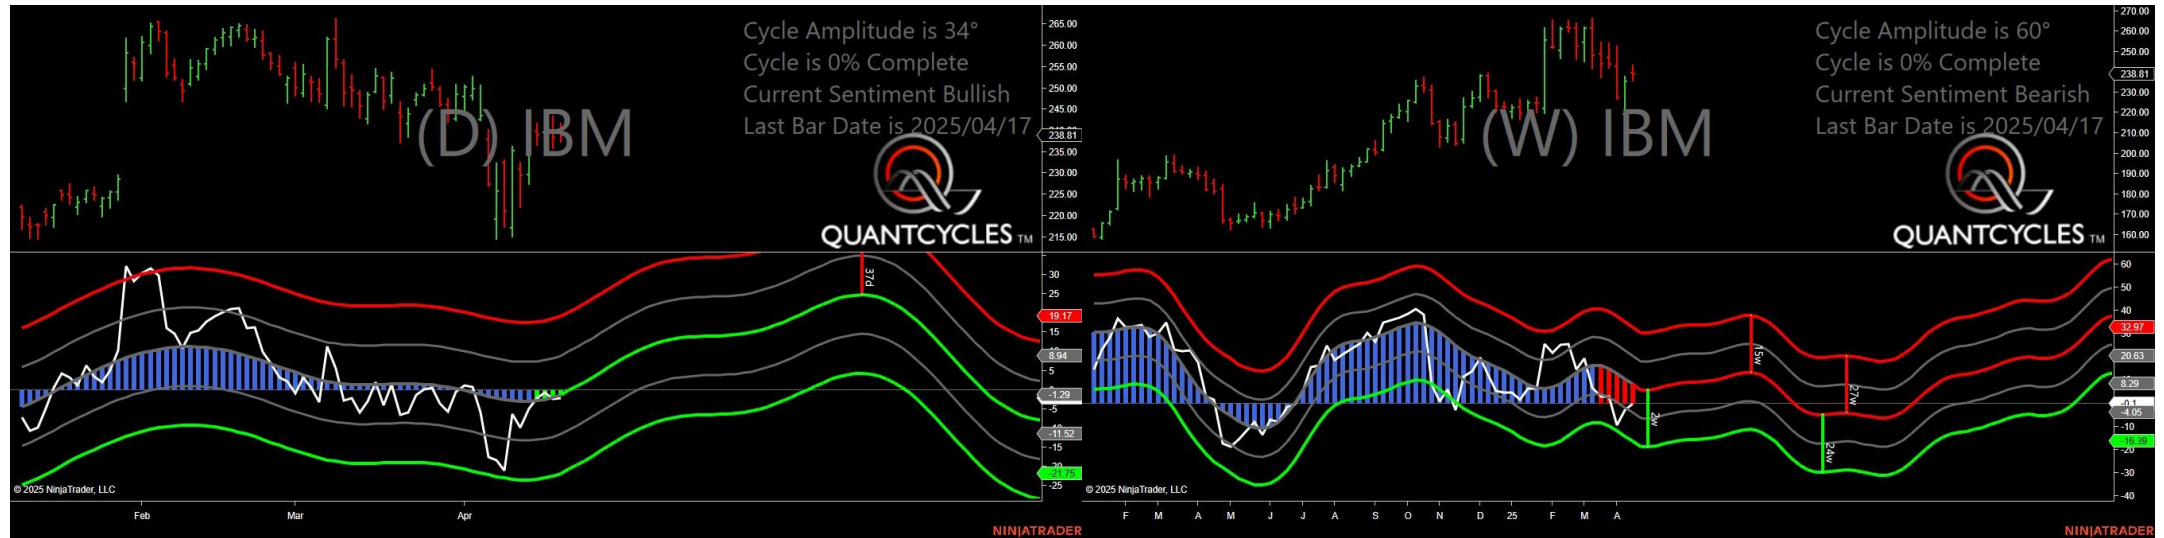 Cycle Amplitude is 34°
Cycle is 0% Complete
Current Sentiment Bullish
Last Bar Date is 2025/04/17
(D) IBM
QUANTCYCLES TM
265.00
260.00
255.00
250.00
245.00
238.81
235.00
230.00
225.00
220.00
215.00
37d
30
25
19.17
15
8.94
5
-1.29
-5
-11.52
-15
-21.75
-25
© 2025 NinjaTrader, LLC
Feb Mar Apr
NINJATRADER
Cycle Amplitude is 60°
Cycle is 0% Complete
Current Sentiment Bearish
Last Bar Date is 2025/04/17
(W) IBM
QUANTCYCLES TM
270.00
260.00
250.00
238.81
230.00
220.00
210.00
200.00
190.00
180.00
170.00
160.00
2w
15w
24w
27w
60
50
40
32.97
20.63
8.29
-0.1
-4.05
-10
-16.39
-20
-30
-40
© 2025 NinjaTrader, LLC
F M A M J J A S O N D 25 F M A
NINJATRADER